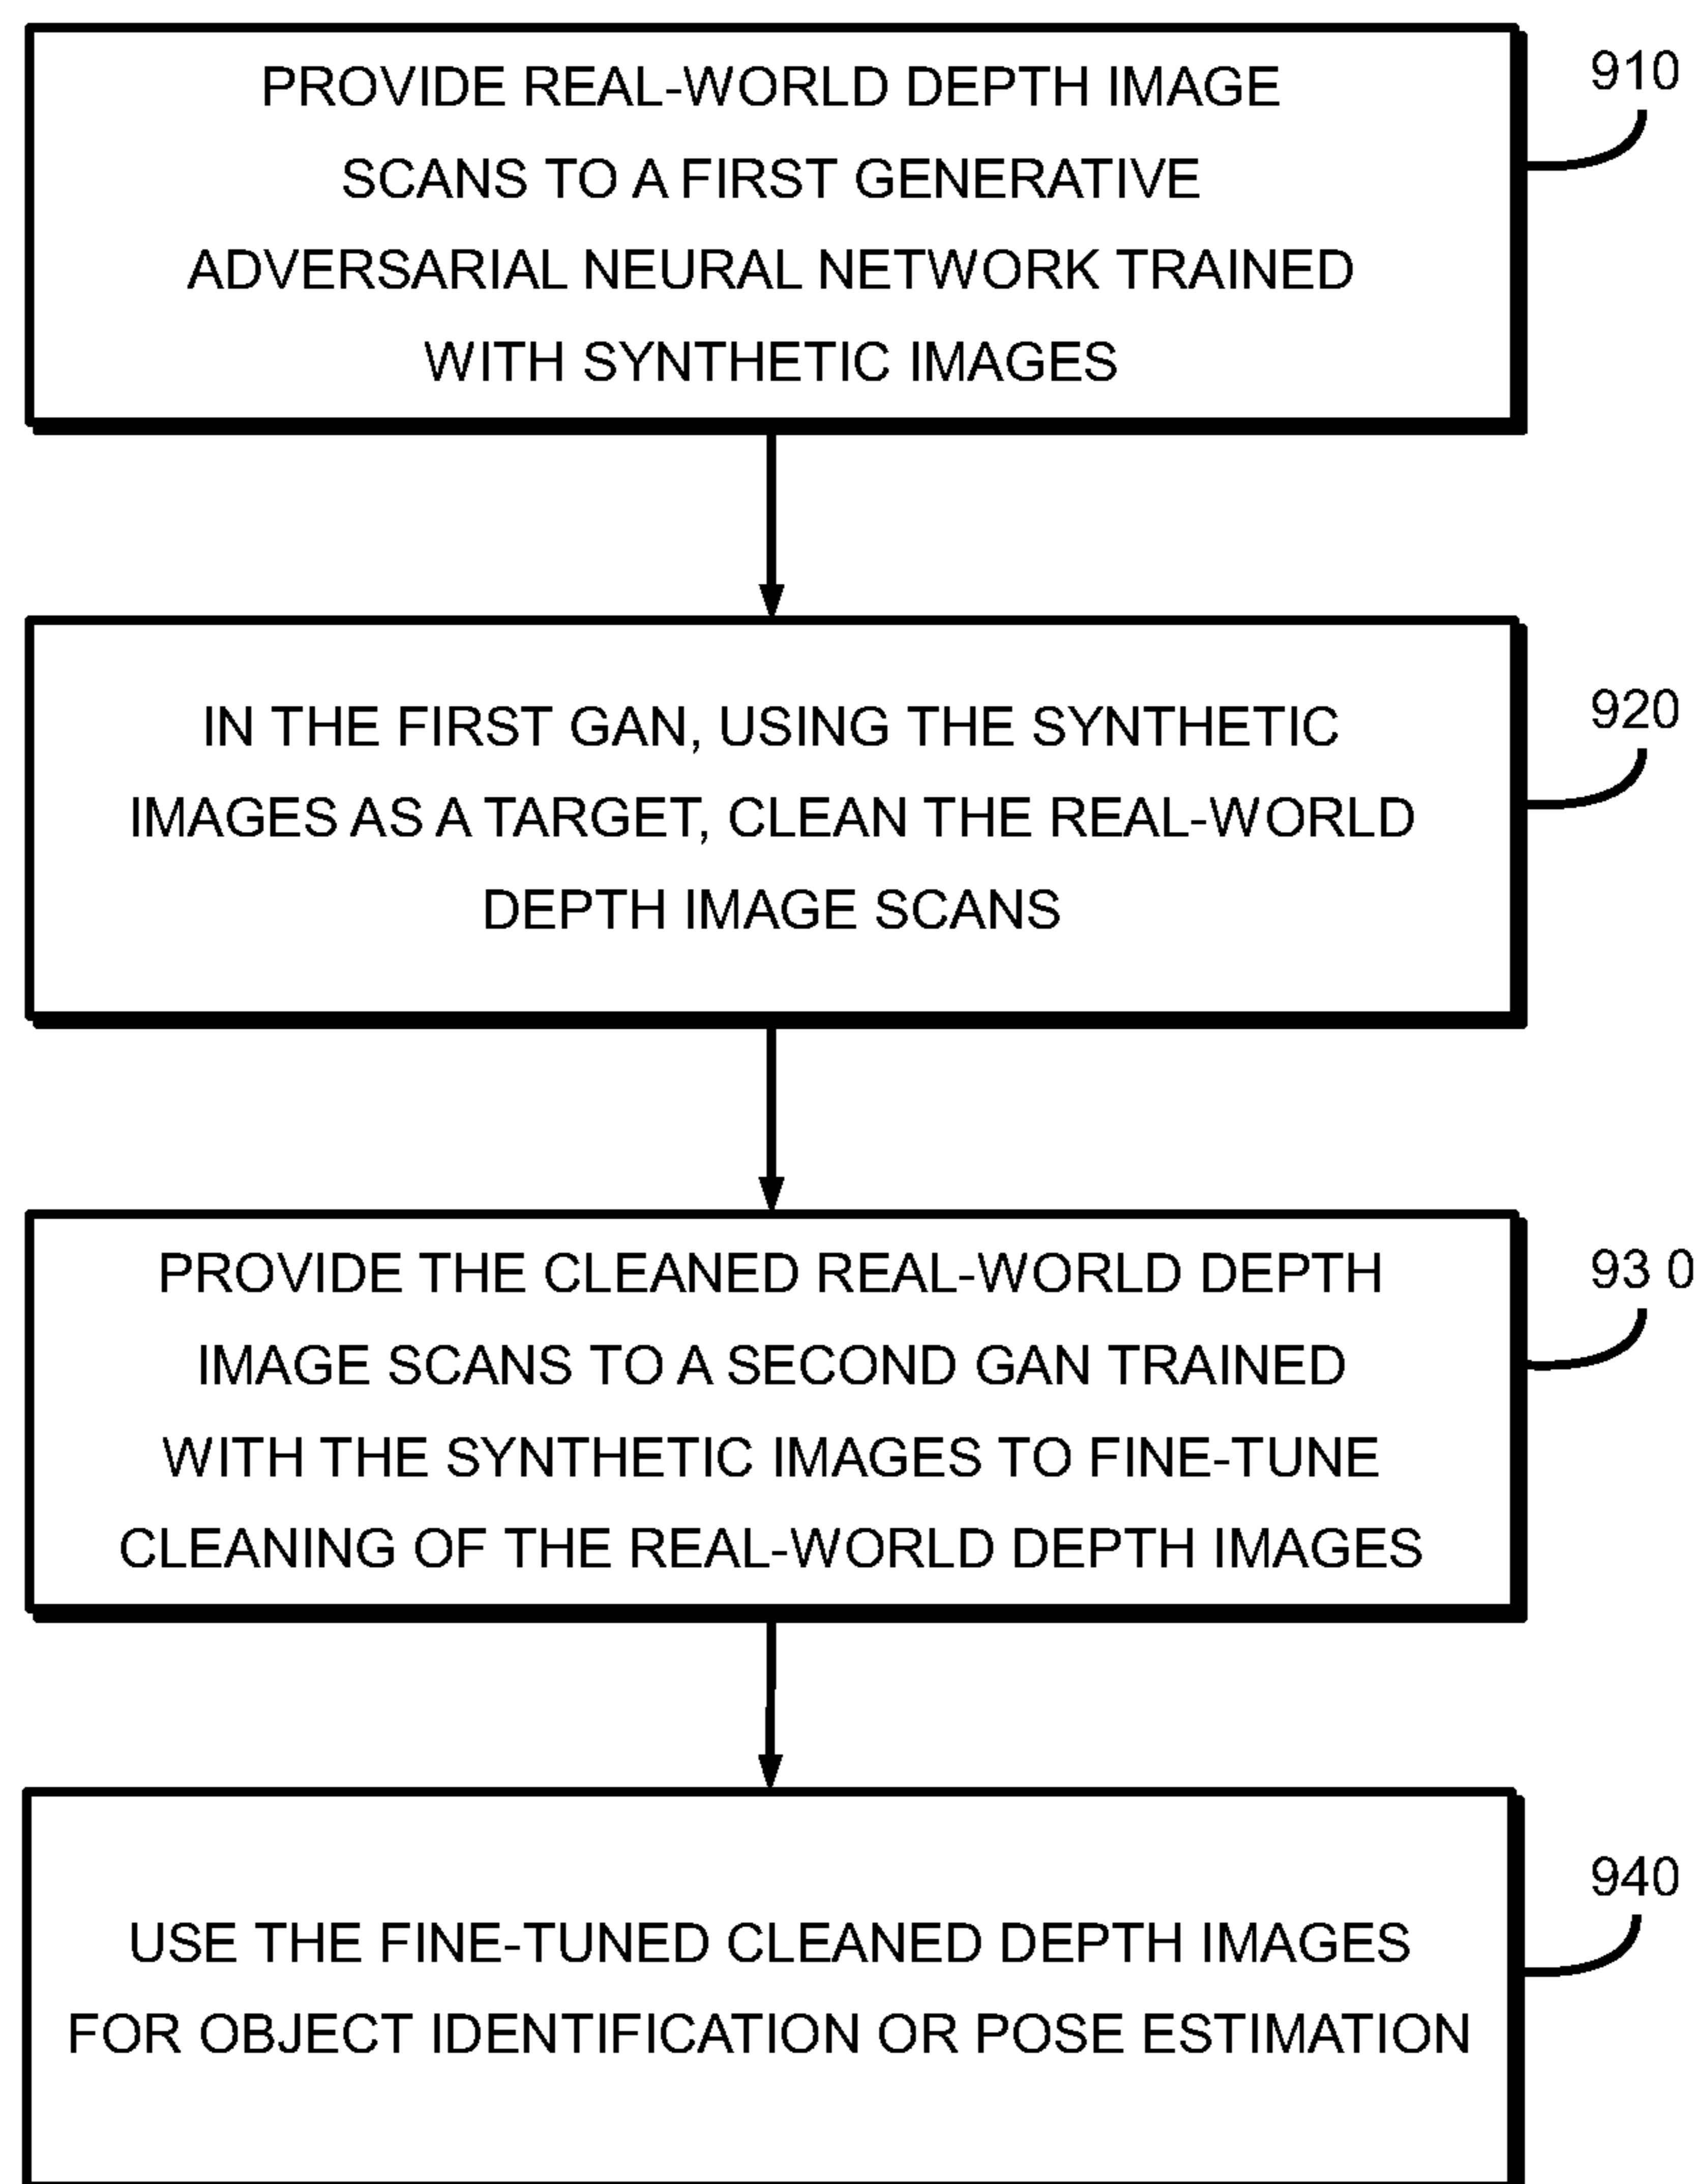 PROVIDE REAL-WORLD DEPTH IMAGE
SCANS TO A FIRST GENERATIVE
ADVERSARIAL NEURAL NETWORK TRAINED
WITH SYNTHETIC IMAGES
910
IN THE FIRST GAN, USING THE SYNTHETIC
IMAGES AS A TARGET, CLEAN THE REAL-WORLD
DEPTH IMAGE SCANS
920
PROVIDE THE CLEANED REAL-WORLD DEPTH
IMAGE SCANS TO A SECOND GAN TRAINED
WITH THE SYNTHETIC IMAGES TO FINE-TUNE
CLEANING OF THE REAL-WORLD DEPTH IMAGES
93 0
USE THE FINE-TUNED CLEANED DEPTH IMAGES
FOR OBJECT IDENTIFICATION OR POSE ESTIMATION
940